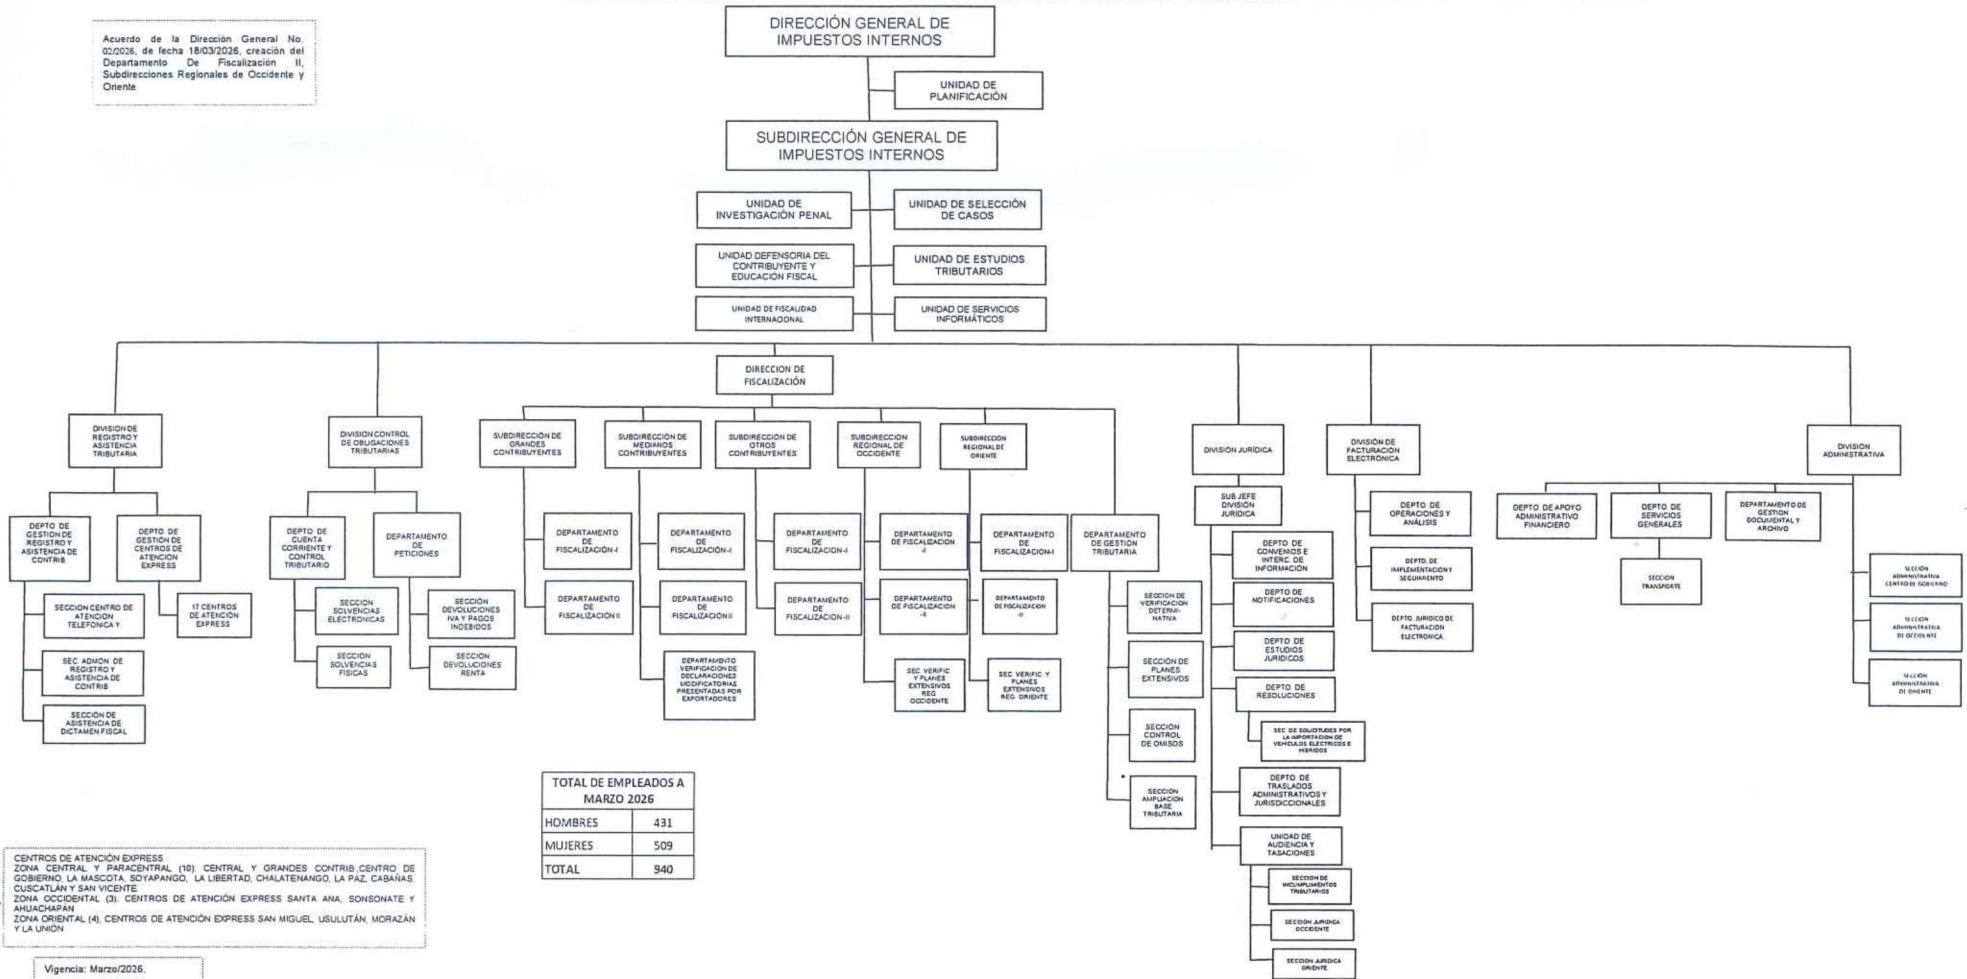 Acuerdo de la Dirección General No.
02/2026, de fecha 18/03/2026, creación del
Departamento De Fiscalización II,
Subdirecciones Regionales de Occidente y
Oriente
DIRECCIÓN GENERAL DE
IMPUESTOS INTERNOS
UNIDAD DE
PLANIFICACIÓN
SUBDIRECCIÓN GENERAL DE
IMPUESTOS INTERNOS
UNIDAD DE
INVESTIGACIÓN PENAL
UNIDAD DE SELECCIÓN
DE CASOS
UNIDAD DEFENSORIA DEL
CONTRIBUYENTE Y
EDUCACIÓN FISCAL
UNIDAD DE ESTUDIOS
TRIBUTARIOS
UNIDAD DE FISCALIDAD
INTERNACIONAL
UNIDAD DE SERVICIOS
INFORMÁTICOS
DIRECCION DE
FISCALIZACIÓN
DIVISION DE
REGISTRO Y
ASISTENCIA
TRIBUTARIA
DIVISION CONTROL
DE OBLIGACIONES
TRIBUTARIAS
SUBDIRECCIÓN DE
GRANDES
CONTRIBUYENTES
SUBDIRECCIÓN DE
MEDIANOS
CONTRIBUYENTES
SUBDIRECCIÓN DE
OTROS
CONTRIBUYENTES
SUBDIRECCION
REGIONAL DE
OCCIDENTE
SUBDIRECCIÓN
REGIONAL DE
ORIENTE
DIVISIÓN JURÍDICA
DIVISIÓN DE
FACTURACIÓN
ELECTRÓNICA
DIVISIÓN
ADMINISTRATIVA
DEPTO DE
GESTION DE
REGISTRO Y
ASISTENCIA DE
CONTRIB
DEPTO DE
GESTIÓN DE
CENTROS DE
ATENCIÓN
EXPRESS
SECCION CENTRO DE
ATENCIÓN
TELEFONICA Y
17 CENTROS
DE ATENCIÓN
EXPRESS
SEC ADMON DE
REGISTRO Y
ASISTENCIA DE
CONTRIB
SECCIÓN DE
ASISTENCIA DE
DICTAMEN FISCAL
DEPTO DE
CUENTA
CORRIENTE Y
CONTROL
TRIBUTARIO
DEPARTAMENTO
DE
PETICIONES
SECCIÓN
SOLVENCIAS
ELECTRONICAS
SECCIÓN
DEVOLUCIONES
IVA Y PAGOS
INDEBIDOS
SECCION
SOLVENCIAS
FISICAS
SECCION
DEVOLUCIONES
RENTA
DEPARTAMENTO
DE
FISCALIZACIÓN-I
DEPARTAMENTO
DE
FISCALIZACIÓN II
DEPARTAMENTO
DE
FISCALIZACIÓN-I
DEPARTAMENTO
DE
FISCALIZACIÓN II
DEPARTAMENTO
VERIFICACION DE
DECLARACIONES
MODIFICATORIAS
PRESENTADAS POR
EXPORTADORES
DEPARTAMENTO
DE
FISCALIZACION-I
DEPARTAMENTO
DE
FISCALIZACION-II
DEPARTAMENTO
DE FISCALIZACION
-I
DEPARTAMENTO
DE FISCALIZACION
-II
SEC VERIFIC
Y PLANES
EXTENSIVOS
REG
OCCIDENTE
DEPARTAMENTO
DE
FISCALIZACION-I
DEPARTAMENTO
DE FISCALIZACION
-II
SEC VERIFIC Y
PLANES
EXTENSIVOS
REG ORIENTE
DEPARTAMENTO
DE GESTIÓN
TRIBUTARIA
SECCION DE
VERIFICACION
DETERMI-
NATIVA
SECCIÓN DE
PLANES
EXTENSIVOS
SECCIÓN
CONTROL
DE OMISOS
SECCION
AMPLIACION
BASE
TRIBUTARIA
SUB JEFE
DIVISIÓN
JURÍDICA
DEPTO DE
CONVENIOS E
INTERC. DE
INFORMACIÓN
DEPTO DE
NOTIFICACIONES
DEPTO DE
ESTUDIOS
JURIDICOS
DEPTO DE
RESOLUCIONES
SEC DE SOLICITUDES POR
LA IMPORTACION DE
VEHICULOS ELECTRICOS E
HIBRIDOS
DEPTO DE
TRASLADOS
ADMINISTRATIVOS Y
JURISDICCIONALES
UNIDAD DE
AUDIENCIA Y
TASACIONES
SECCION DE
INCUMPLIMIENTOS
TRIBUTARIOS
SECCION JURIDICA
OCCIDENTE
SECCION JURIDICA
ORIENTE
DEPTO DE
OPERACIONES Y
ANÁLISIS
DEPTO. DE
IMPLEMENTACION Y
SEGUIMIENTO
DEPTO. JURIDICO DE
FACTURACION
ELECTRONICA
DEPTO DE APOYO
ADMINISTRATIVO
FINANCIERO
DEPTO DE
SERVICIOS
GENERALES
DEPARTAMENTO DE
GESTION
DOCUMENTAL Y
ARCHIVO
SECCION
TRANSPORTE
SECCIÓN
ADMINISTRATIVA
CENTRO DE GOBIERNO
SECCIÓN
ADMINISTRATIVA
DE OCCIDENTE
SECCIÓN
ADMINISTRATIVA
DE ORIENTE
TOTAL DE EMPLEADOS A
MARZO 2026
HOMBRES 431
MUJERES 509
TOTAL 940
CENTROS DE ATENCIÓN EXPRESS
ZONA CENTRAL Y PARACENTRAL (10): CENTRAL Y GRANDES CONTRIB, CENTRO DE
GOBIERNO, LA MASCOTA, SOYAPANGO, LA LIBERTAD, CHALATENANGO, LA PAZ, CABAÑAS,
CUSCATLÁN Y SAN VICENTE
ZONA OCCIDENTAL (3). CENTROS DE ATENCIÓN EXPRESS SANTA ANA, SONSONATE Y
AHUACHAPÁN
ZONA ORIENTAL (4), CENTROS DE ATENCIÓN EXPRESS SAN MIGUEL, USULUTÁN, MORAZÁN
Y LA UNIÓN
Vigencia: Marzo/2026.